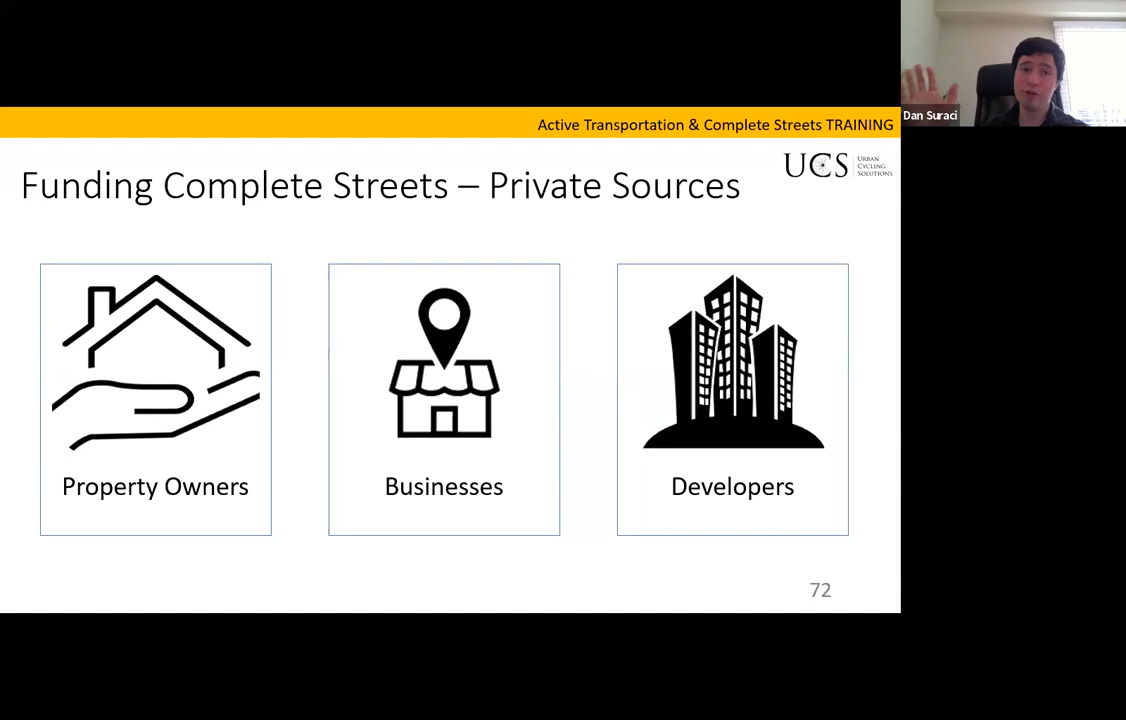 Active Transportation & Complete Streets TRAINING
Dan Suraci
UCS
URBAN
CYCLING
SOLUTIONS
Funding Complete Streets – Private Sources
Property Owners
Businesses
Developers
72